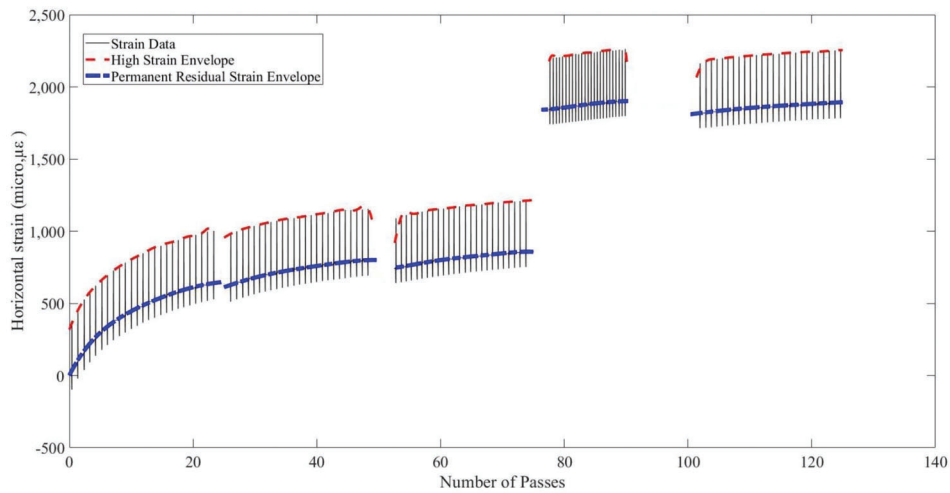 2,500
Strain Data
High Strain Envelope
Permanent Residual Strain Envelope
2,000
1,500
1,000
500
0
-500
Horizontal strain (micro,με )
0 20 40 60 80 100 120 140
Number of Passes